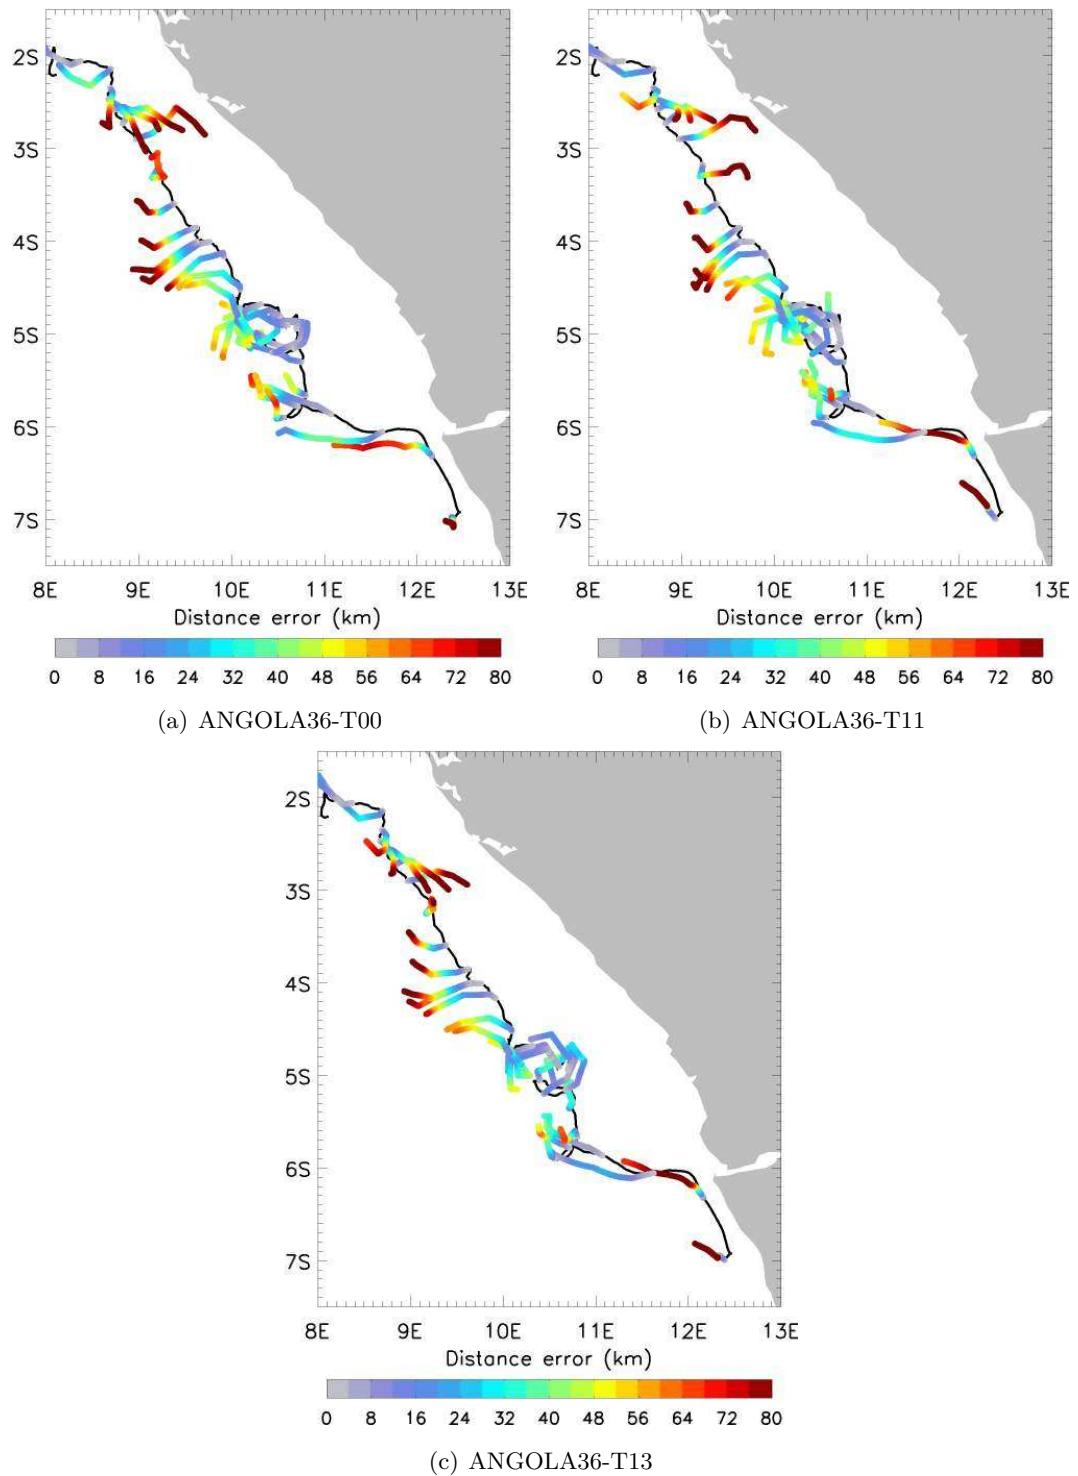 2S
3S
4S
5S
6S
7S
8E 9E 10E 11E 12E 13E
Distance error (km)
0 8 16 24 32 40 48 56 64 72 80
(a) ANGOLA36-T00
2S
3S
4S
5S
6S
7S
8E 9E 10E 11E 12E 13E
Distance error (km)
0 8 16 24 32 40 48 56 64 72 80
(b) ANGOLA36-T11
2S
3S
4S
5S
6S
7S
8E 9E 10E 11E 12E 13E
Distance error (km)
0 8 16 24 32 40 48 56 64 72 80
(c) ANGOLA36-T13